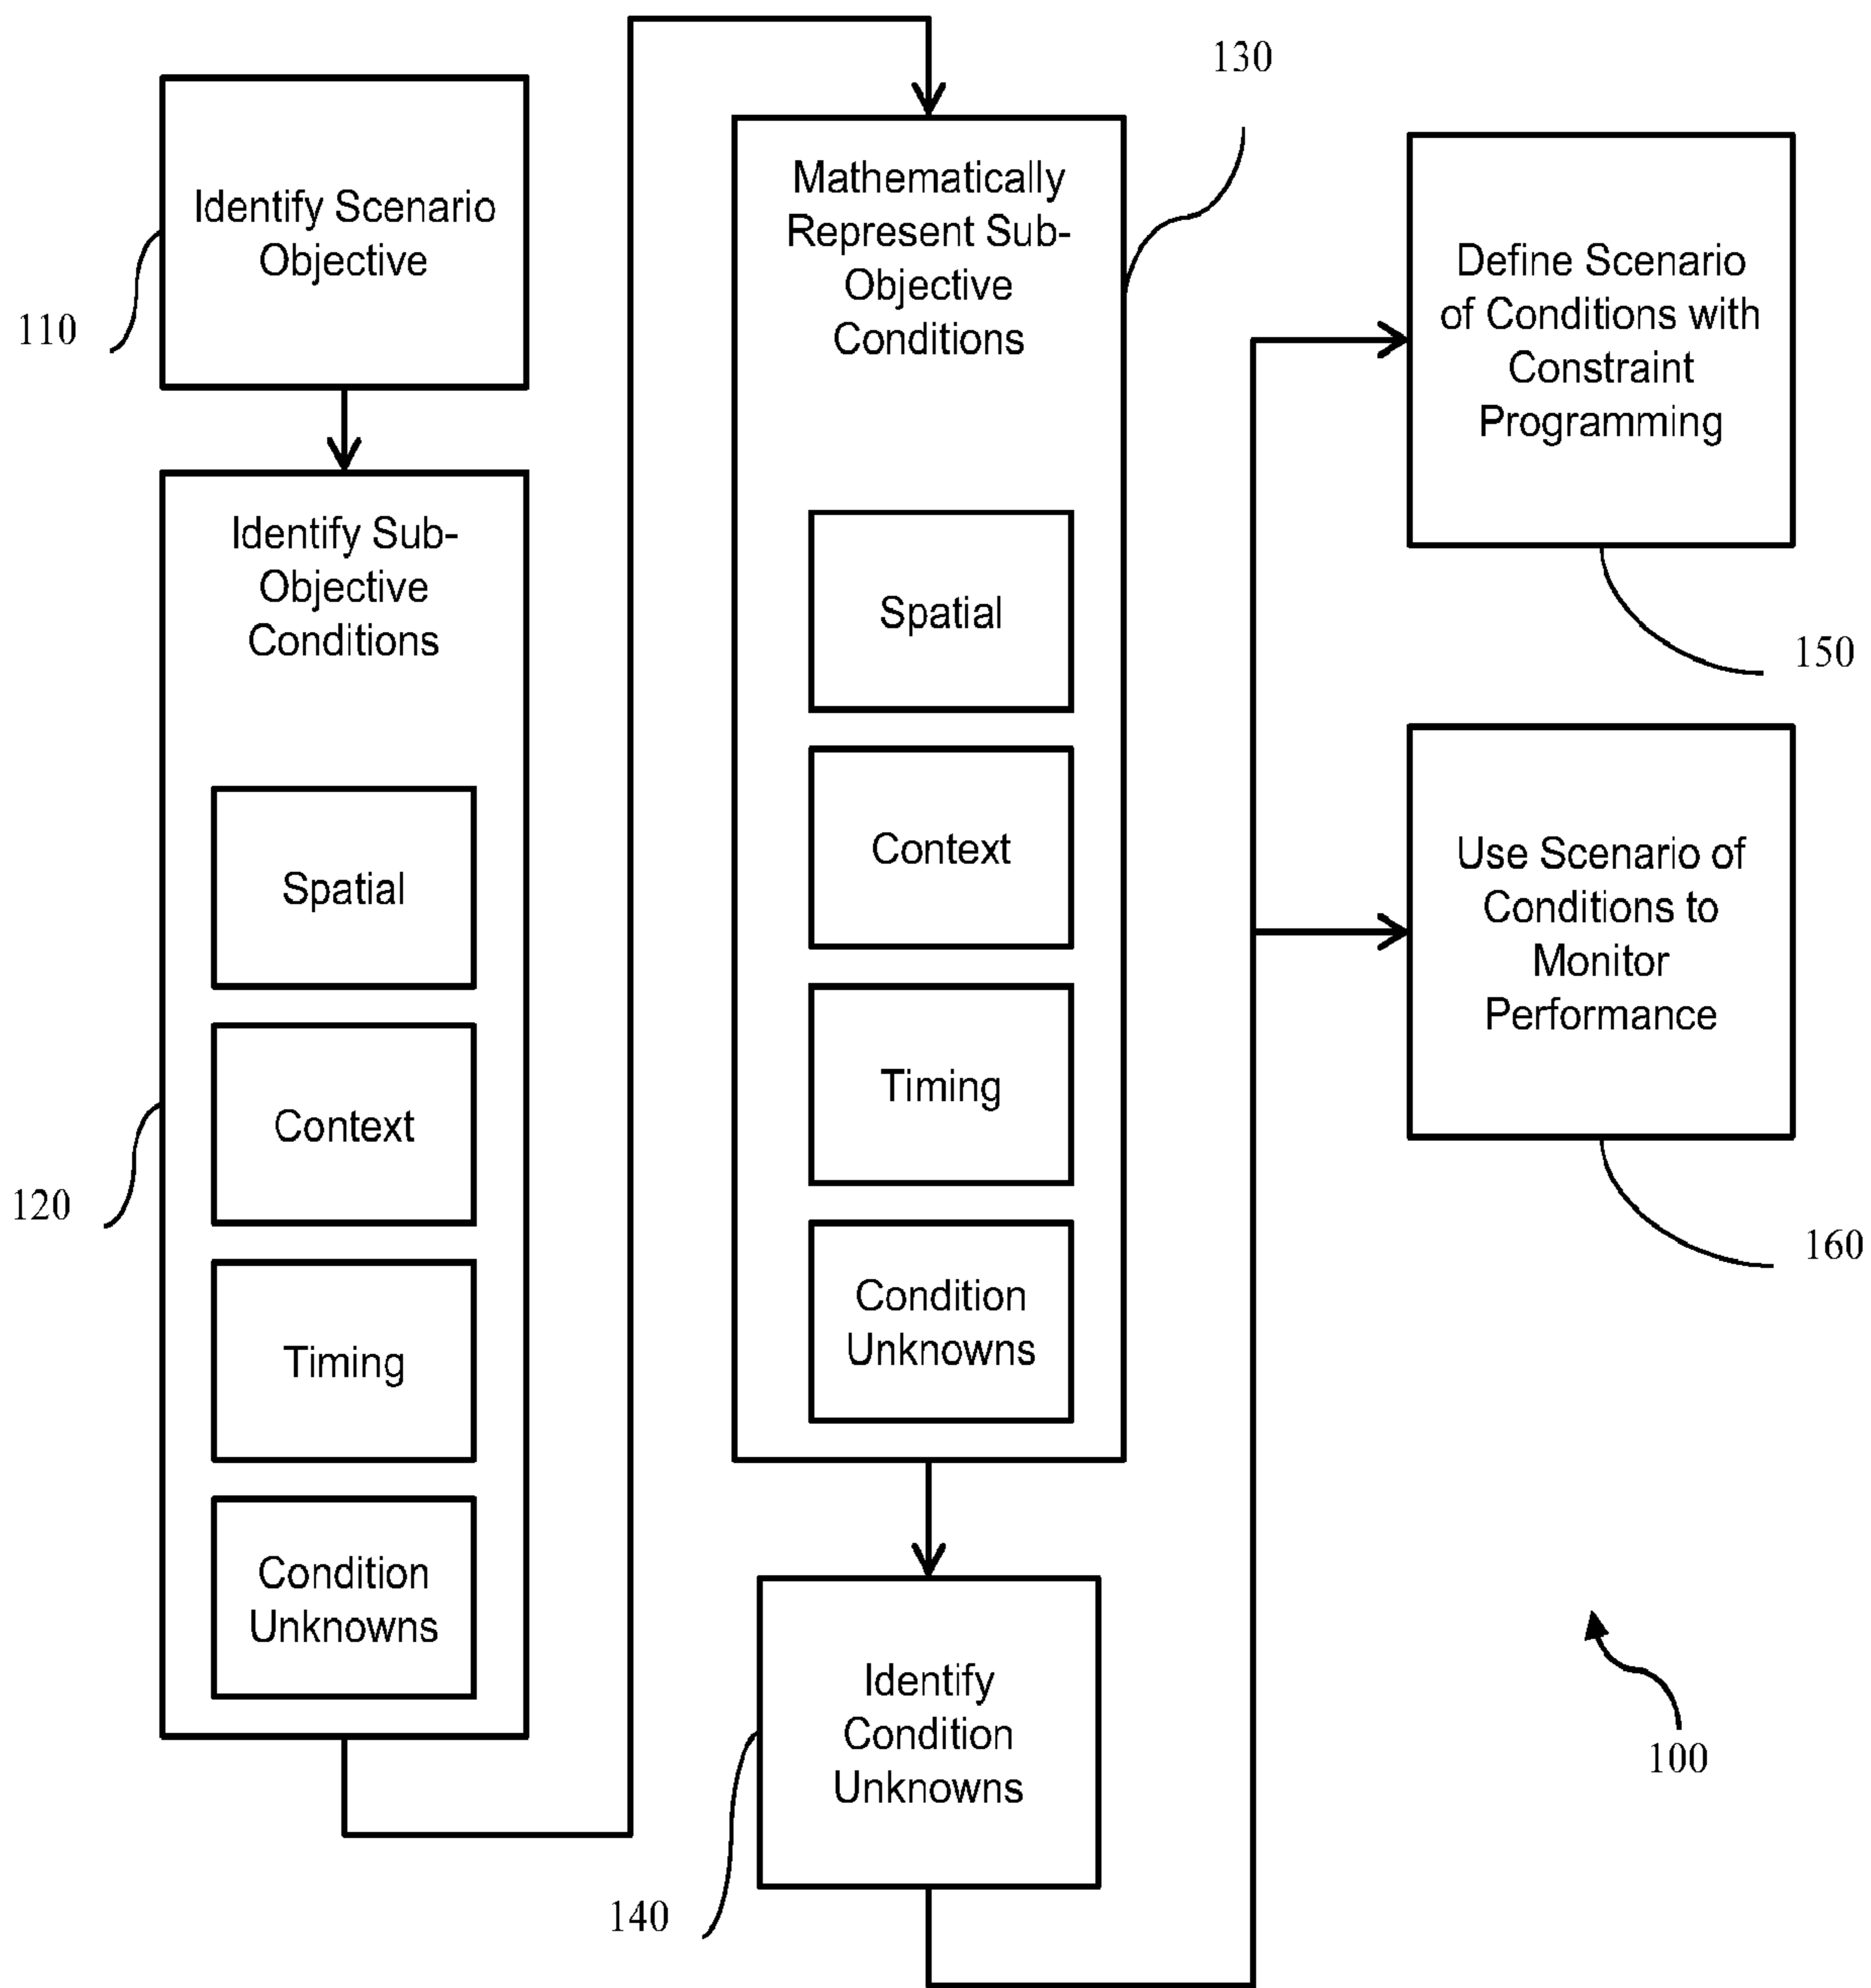 Identify Scenario
Objective
110
Identify Sub-
Objective
Conditions
Spatial
Context
Timing
Condition
Unknowns
120
130
Mathematically
Represent Sub-
Objective
Conditions
Spatial
Context
Timing
Condition
Unknowns
Identify
Condition
Unknowns
140
Define Scenario
of Conditions with
Constraint
Programming
150
Use Scenario of
Conditions to
Monitor
Performance
160
100